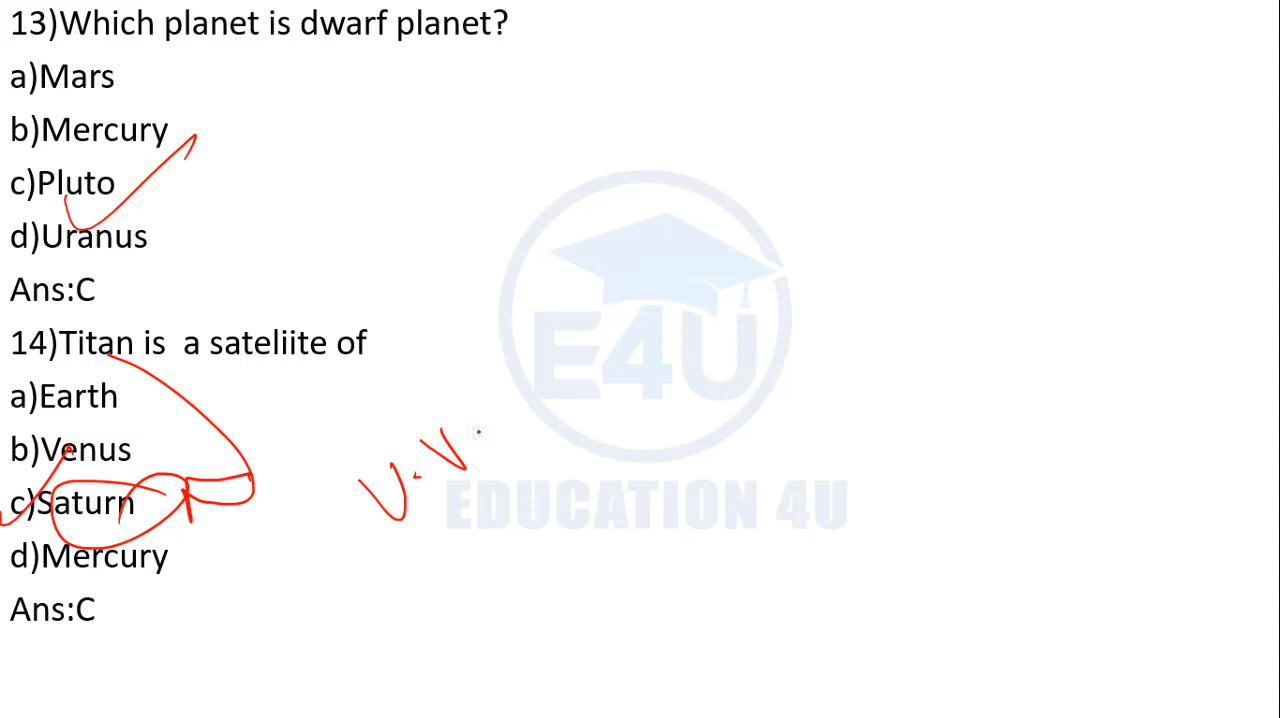 13)Which planet is dwarf planet?
a)Mars
b)Mercury
c)Pluto
d)Uranus
Ans:C
14)Titan is a sateliite of
a)Earth
b)Venus
c)Saturn
d)Mercury
Ans:C
V.V.
E4U
EDUCATION 4U